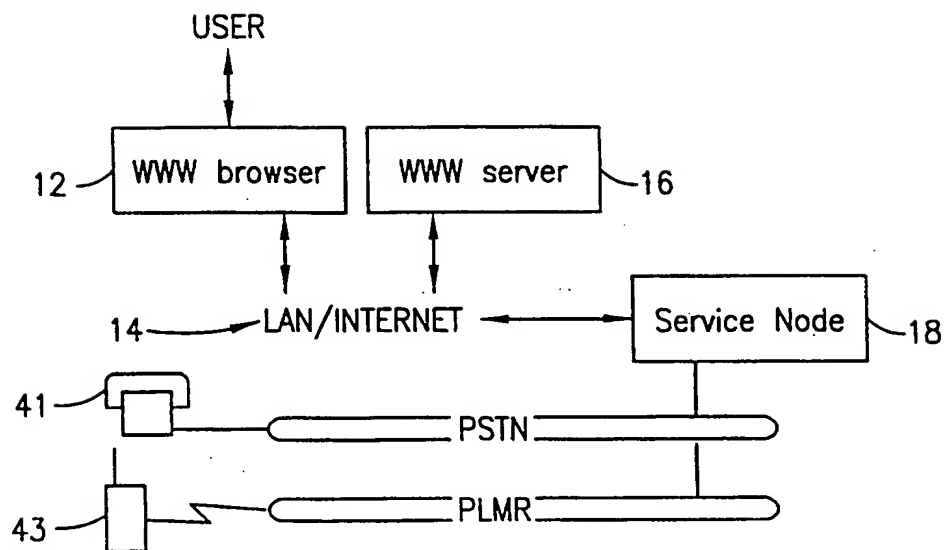 USER
12
WWW browser
WWW server
16
14
LAN/INTERNET
Service Node
18
41
PSTN
43
PLMR